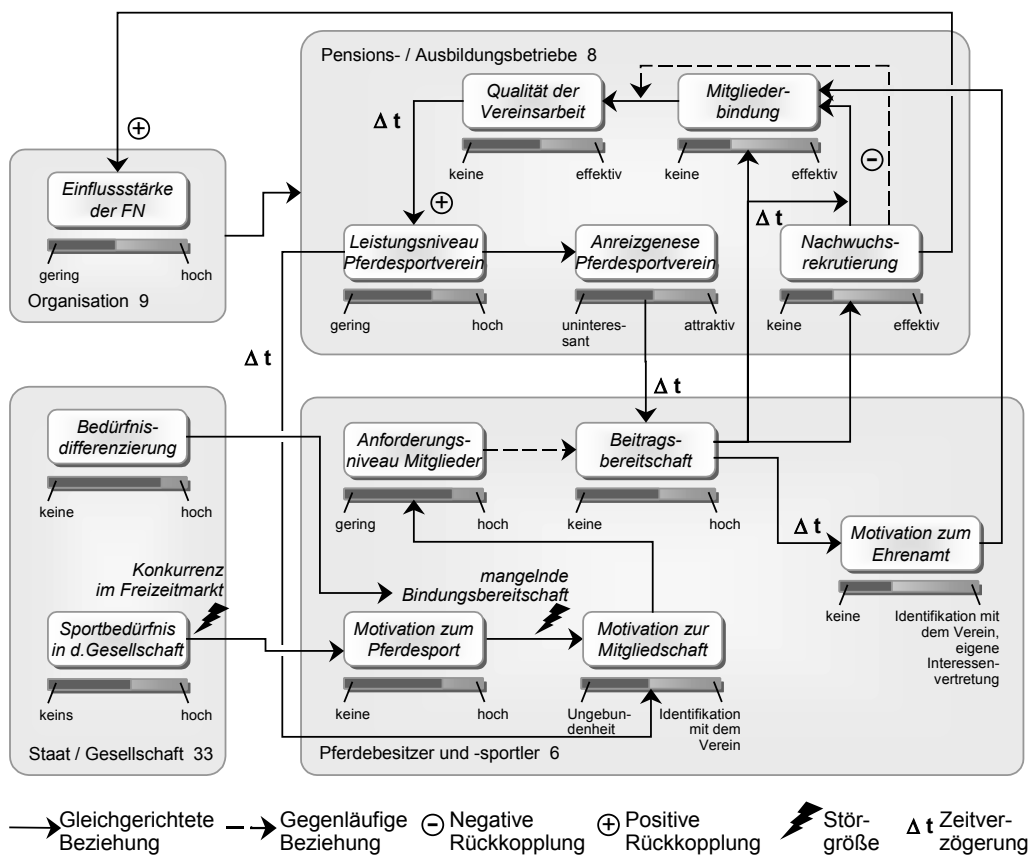 Pensions- / Ausbildungsbetriebe 8
Qualität der
Vereinsarbeit
keine effektiv
Mitglieder-
bindung
keine effektiv
Δ t
⊕
⊕
⊖
Δ t
Einflussstärke
der FN
gering hoch
Organisation 9
Leistungsniveau
Pferdesportverein
gering hoch
Anreizgenese
Pferdesportverein
uninteres-
sant
attraktiv
Nachwuchs-
rekrutierung
keine effektiv
Δ t
Δ t
Bedürfnis-
differenzierung
keine hoch
Anforderungs-
niveau Mitglieder
gering hoch
Beitrags-
bereitschaft
keine hoch
Δ t
Motivation zum
Ehrenamt
keine
Identifikation mit
dem Verein,
eigene
Interessen-
vertretung
Konkurrenz
im Freizeitmarkt
mangelnde
Bindungsbereitschaft
Sportbedürfnis
in d.Gesellschaft
keins hoch
Staat / Gesellschaft 33
Motivation zum
Pferdesport
keine hoch
Motivation zur
Mitgliedschaft
Ungebun-
denheit
Identifikation
mit dem
Verein
Pferdebesitzer und -sportler 6
Gleichgerichtete
Beziehung
Gegenläufige
Beziehung
⊖ Negative
Rückkopplung
⊕ Positive
Rückkopplung
Stör-
größe
Δ t Zeitver-
zögerung